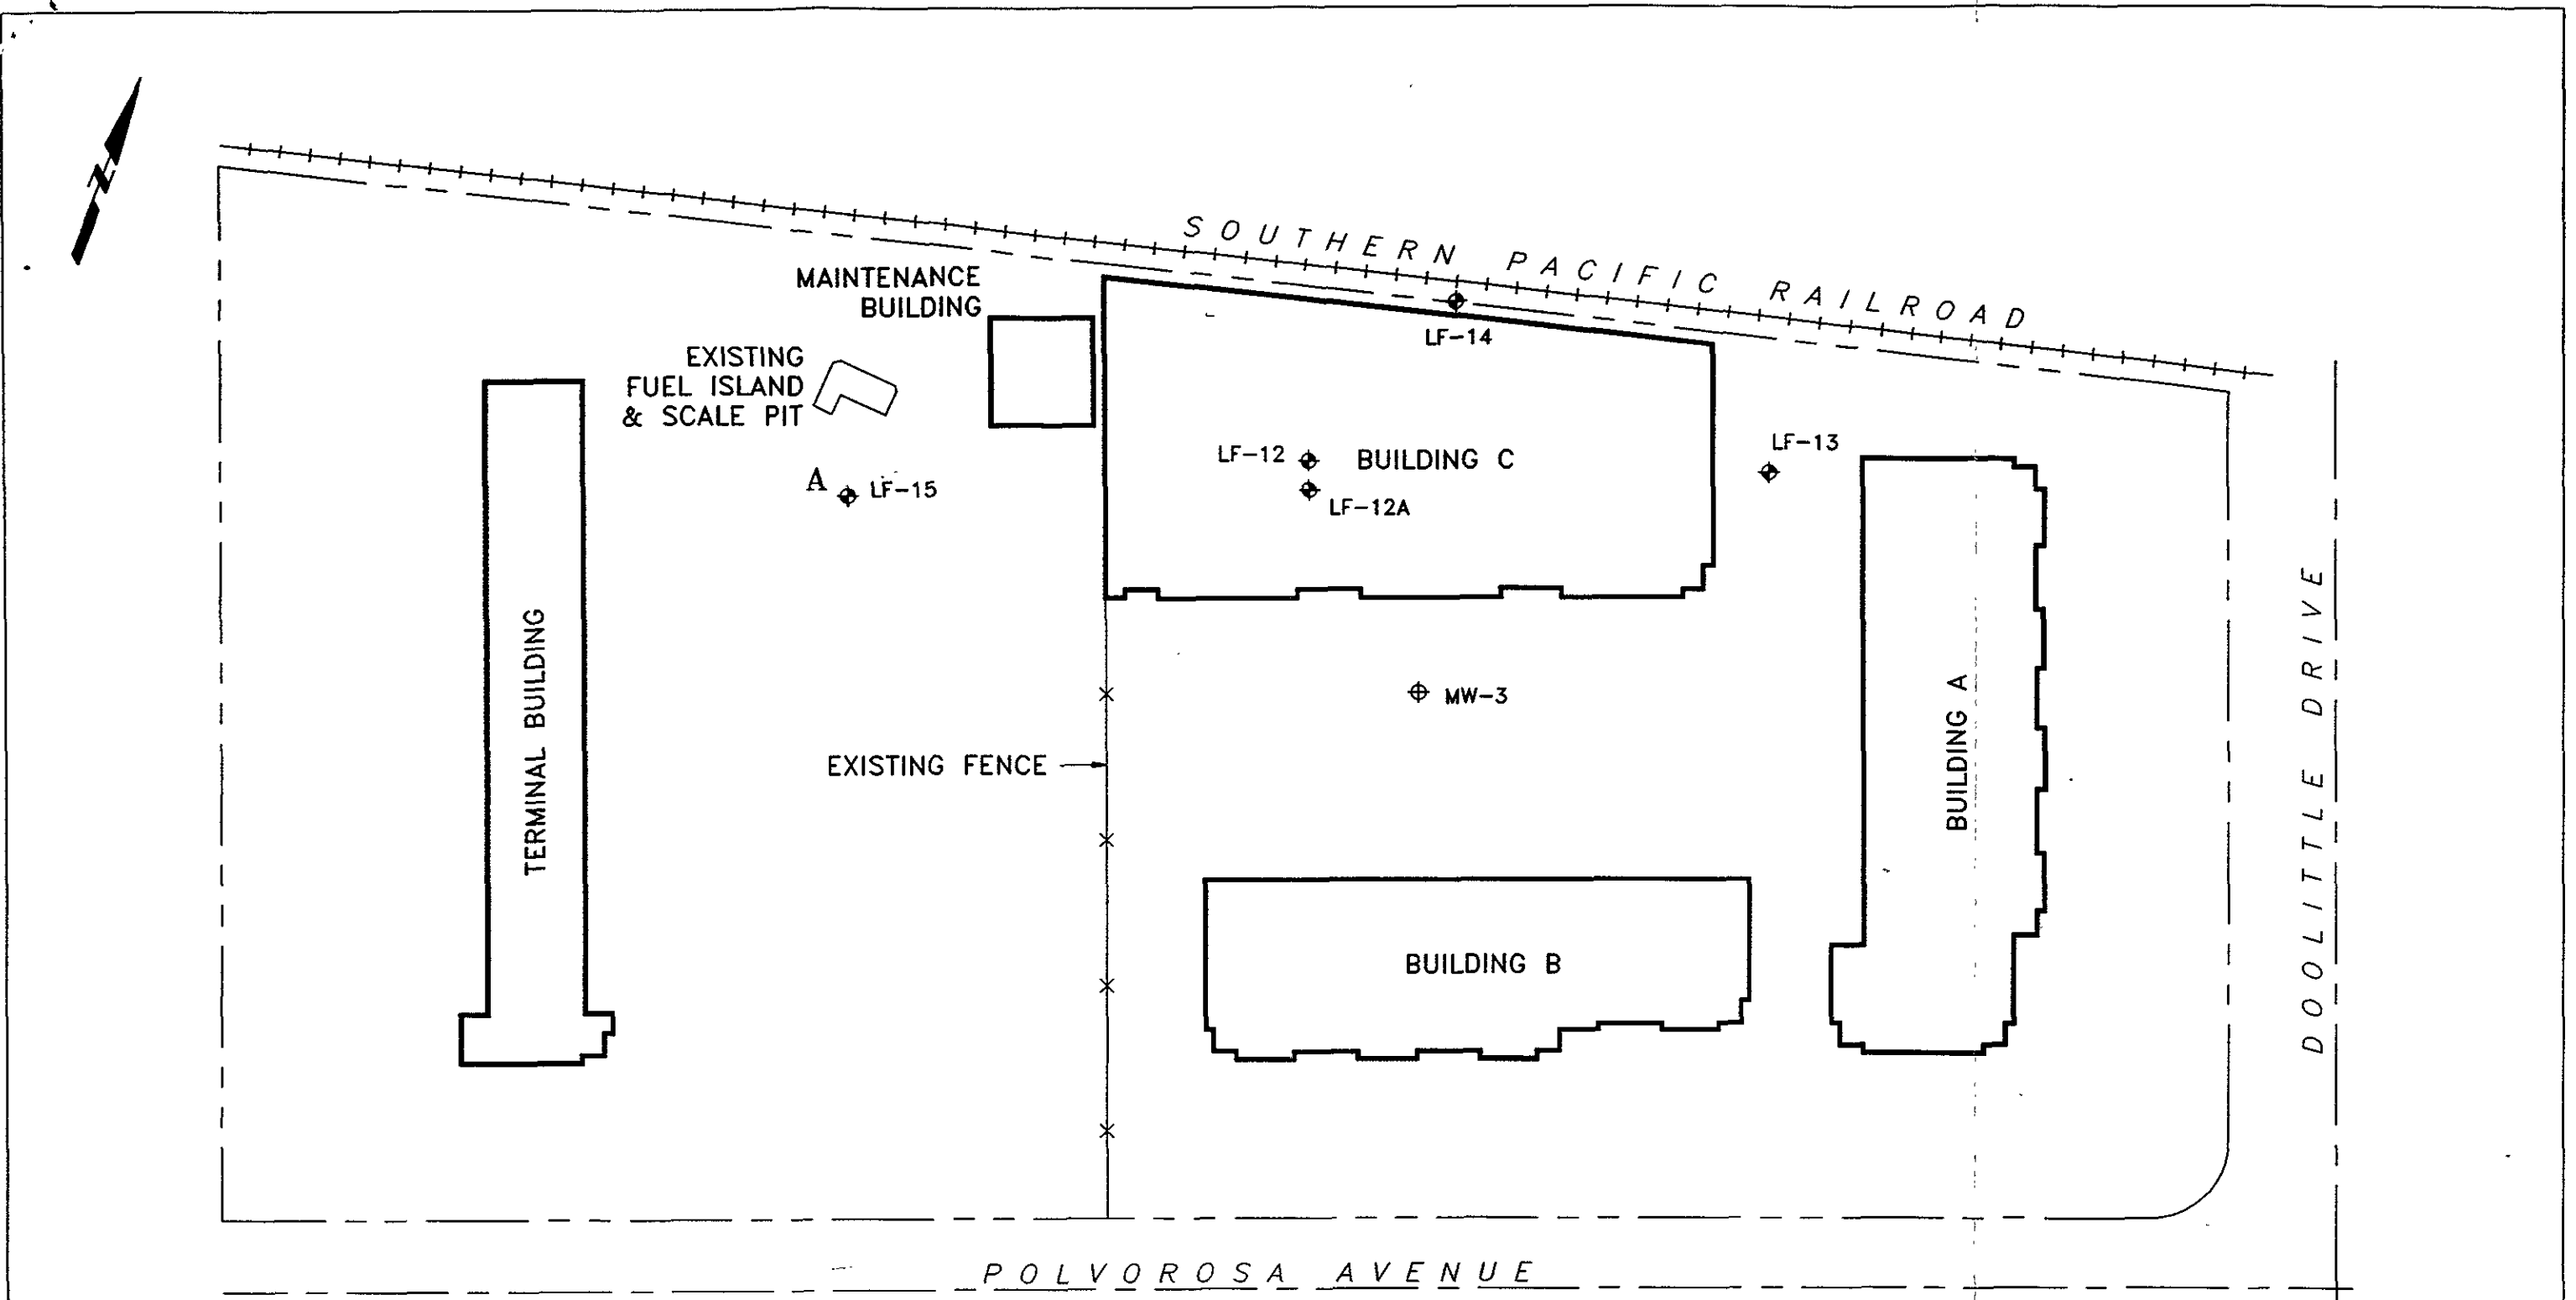 N
SOUTHERN PACIFIC RAILROAD
MAINTENANCE
BUILDING
LF-14
EXISTING
FUEL ISLAND
& SCALE PIT
LF-13
LF-12
BUILDING C
A
LF-15
LF-12A
TERMINAL BUILDING
MW-3
BUILDING A
DOOLITTLE DRIVE
EXISTING FENCE
BUILDING B
POLVOROSA AVENUE